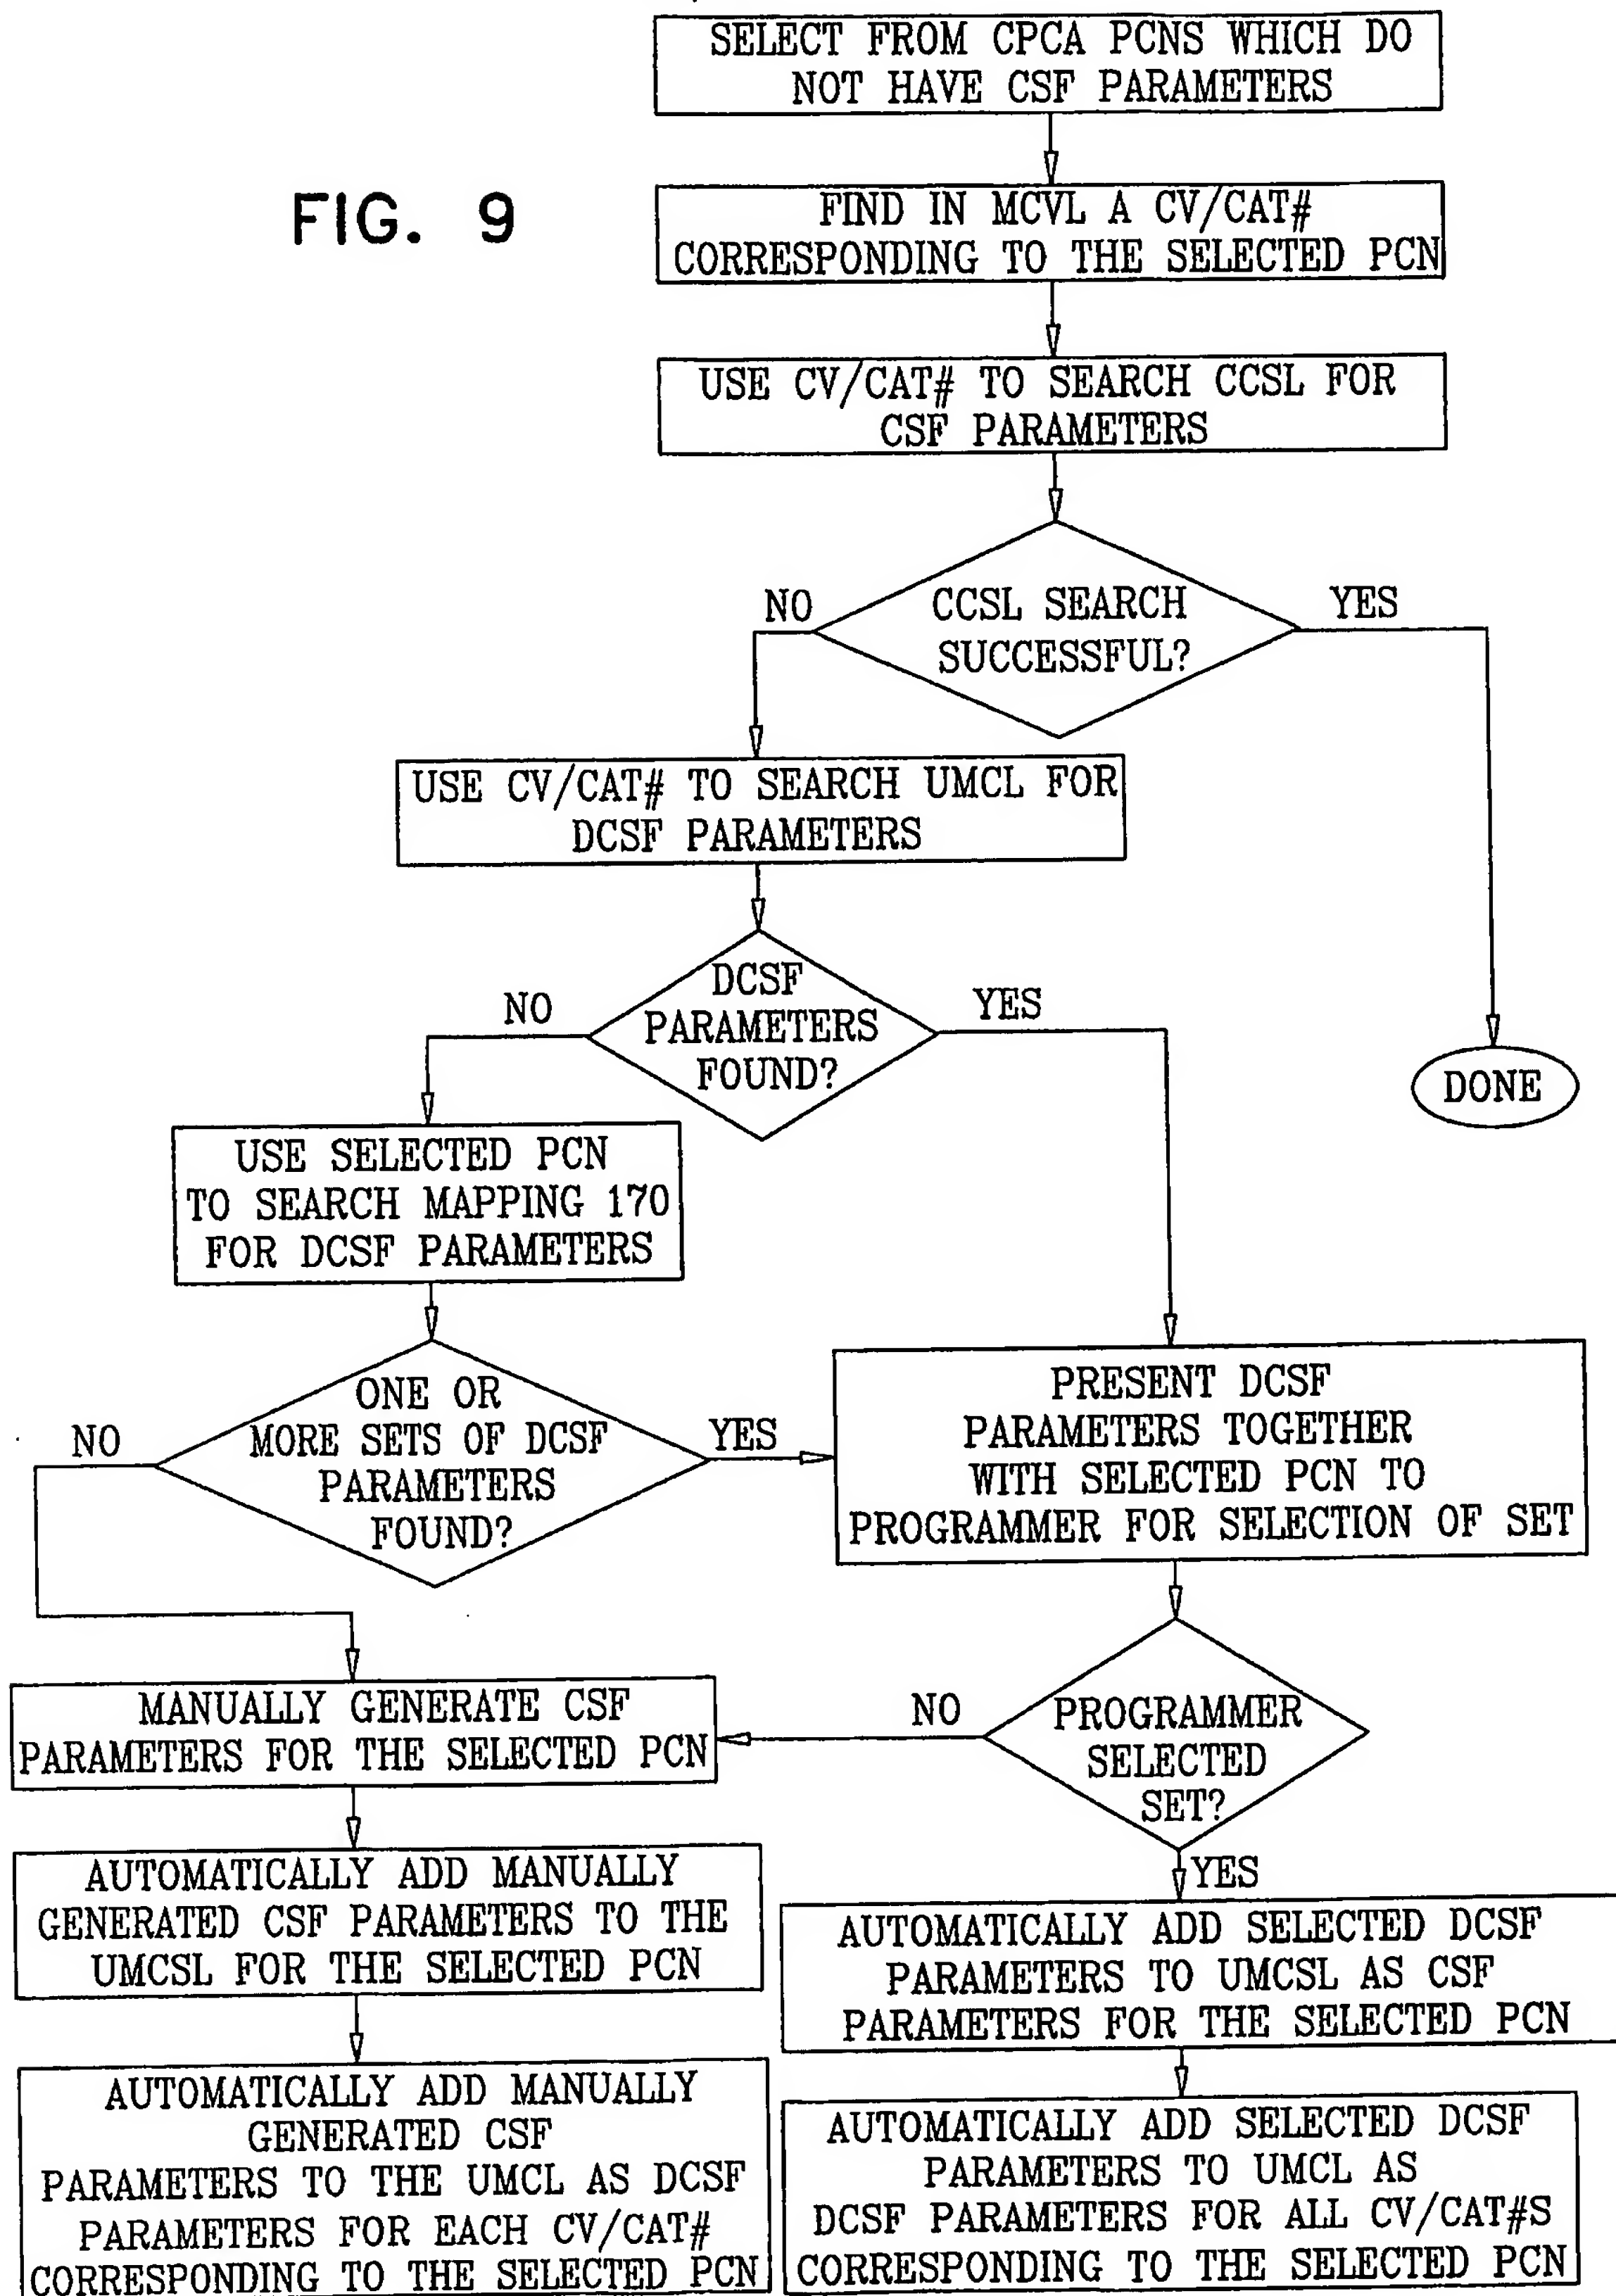 SELECT FROM CPCA PCNS WHICH DO
NOT HAVE CSF PARAMETERS
FIG. 9
FIND IN MCVL A CV/CAT#
CORRESPONDING TO THE SELECTED PCN
USE CV/CAT# TO SEARCH CCSL FOR
CSF PARAMETERS
NO
CCSL SEARCH
SUCCESSFUL?
YES
USE CV/CAT# TO SEARCH UMCL FOR
DCSF PARAMETERS
NO
DCSF
PARAMETERS
FOUND?
YES
DONE
USE SELECTED PCN
TO SEARCH MAPPING 170
FOR DCSF PARAMETERS
NO
ONE OR
MORE SETS OF DCSF
PARAMETERS
FOUND?
YES
PRESENT DCSF
PARAMETERS TOGETHER
WITH SELECTED PCN TO
PROGRAMMER FOR SELECTION OF SET
MANUALLY GENERATE CSF
PARAMETERS FOR THE SELECTED PCN
NO
PROGRAMMER
SELECTED
SET?
YES
AUTOMATICALLY ADD MANUALLY
GENERATED CSF PARAMETERS TO THE
UMCSL FOR THE SELECTED PCN
AUTOMATICALLY ADD SELECTED DCSF
PARAMETERS TO UMCSL AS CSF
PARAMETERS FOR THE SELECTED PCN
AUTOMATICALLY ADD MANUALLY
GENERATED CSF
PARAMETERS TO THE UMCL AS DCSF
PARAMETERS FOR EACH CV/CAT#
CORRESPONDING TO THE SELECTED PCN
AUTOMATICALLY ADD SELECTED DCSF
PARAMETERS TO UMCL AS
DCSF PARAMETERS FOR ALL CV/CAT#S
CORRESPONDING TO THE SELECTED PCN